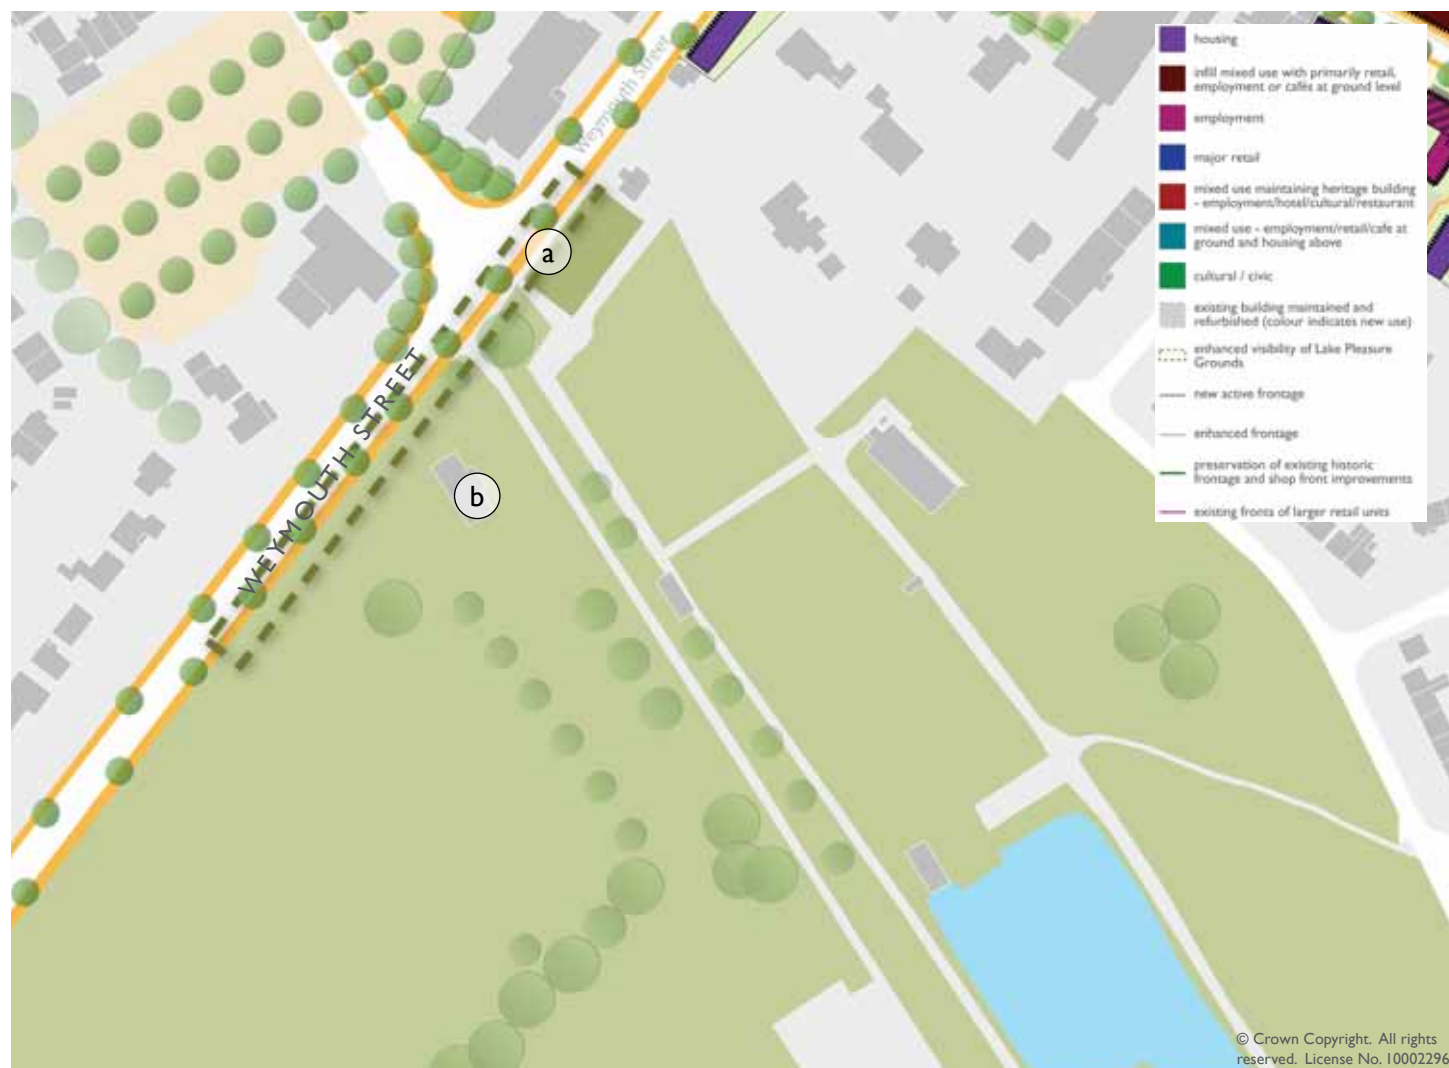 Weymouth Street
WEYMOUTH STREET
a
b
housing
infill mixed use with primarily retail,
employment or cafés at ground level
employment
major retail
mixed use maintaining heritage building
- employment/hotel/cultural/restaurant
mixed use - employment/retail/cafe at
ground and housing above
cultural / civic
existing building maintained and
refurbished (colour indicates new use)
enhanced visibility of Lake Pleasure
Grounds
new active frontage
enhanced frontage
preservation of existing historic
frontage and shop front improvements
existing fronts of larger retail units
© Crown Copyright. All rights
reserved. License No. 10002296